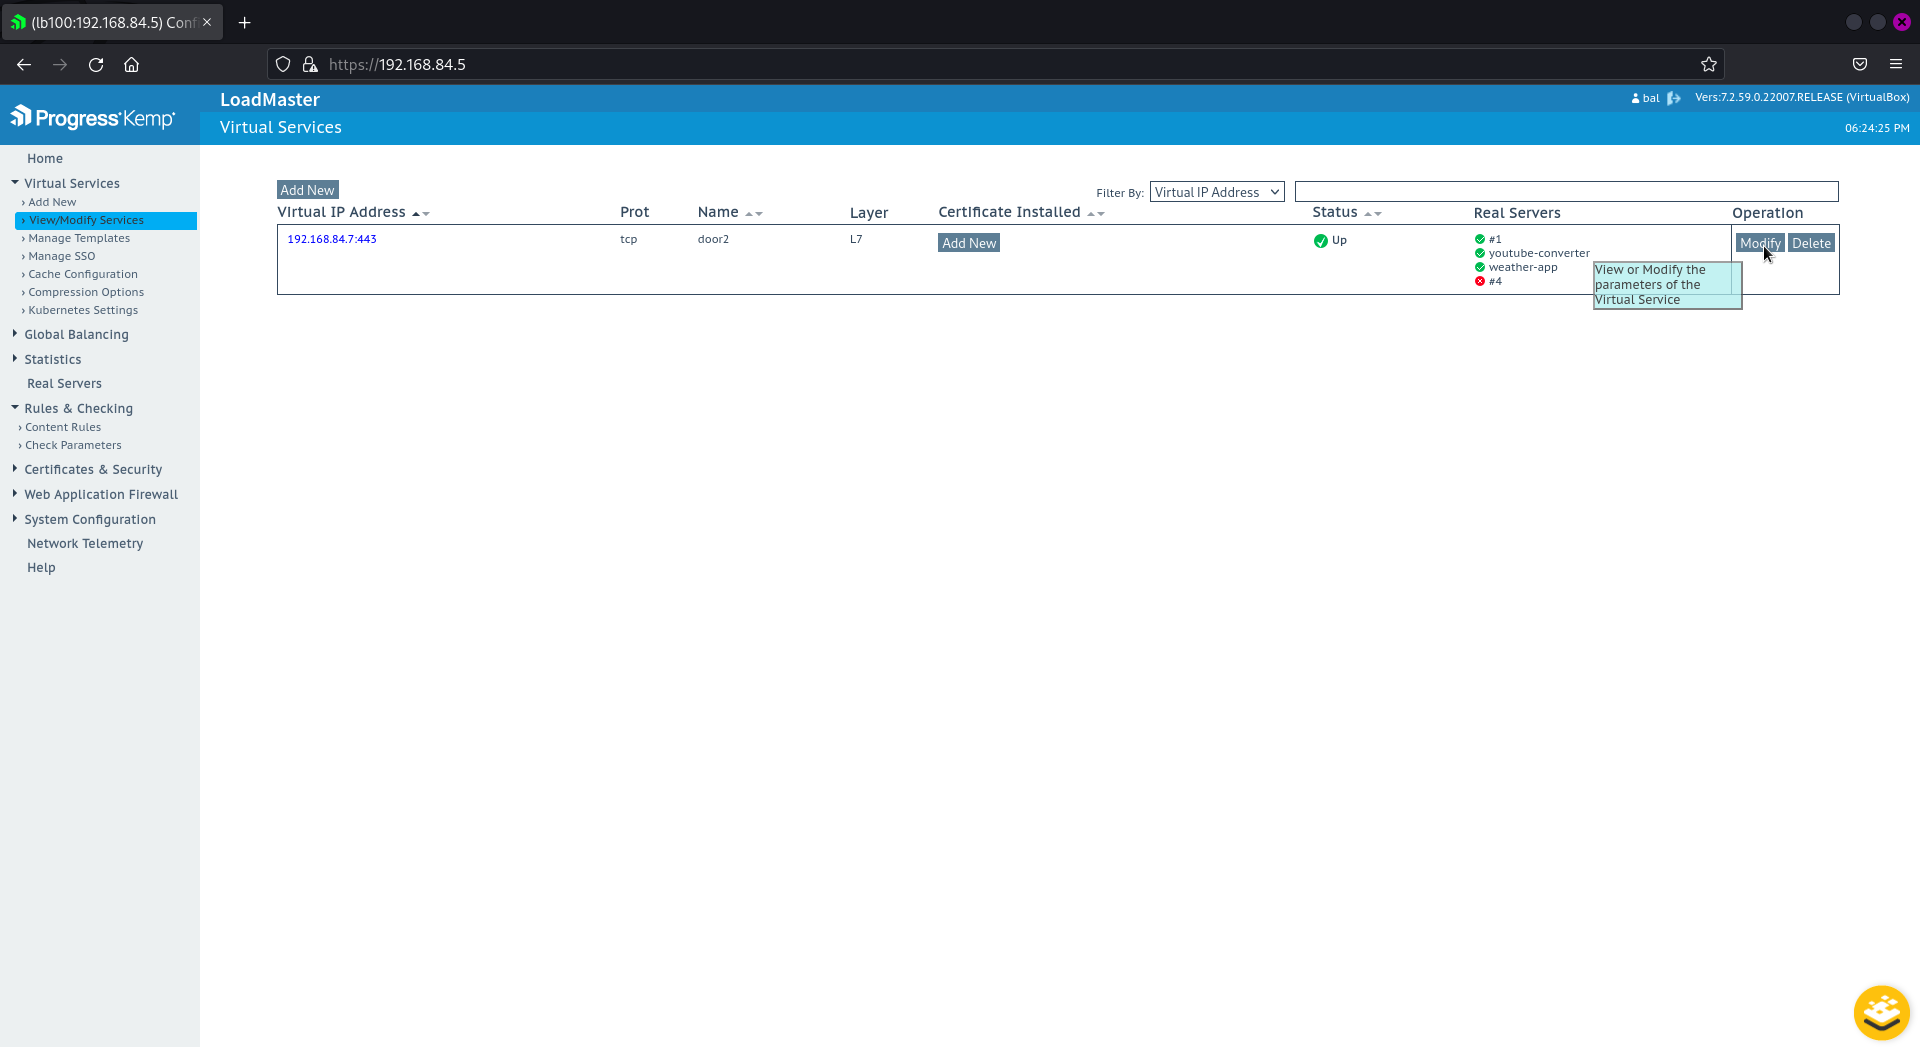 (lb100:192.168.84.5) Conf
https://192.168.84.5
Progress Kemp
LoadMaster
Virtual Services
bal
Vers:7.2.59.0.22007.RELEASE (VirtualBox)
06:24:25 PM
Home
Virtual Services
› Add New
› View/Modify Services
› Manage Templates
› Manage SSO
› Cache Configuration
› Compression Options
› Kubernetes Settings
Global Balancing
Statistics
Real Servers
Rules & Checking
› Content Rules
› Check Parameters
Certificates & Security
Web Application Firewall
System Configuration
Network Telemetry
Help
Add New
Filter By: Virtual IP Address
Virtual IP Address Prot Name Layer Certificate Installed Status Real Servers Operation
192.168.84.7:443 tcp door2 L7 Add New Up #1 Modify Delete
youtube-converter
weather-app
#4
View or Modify the
parameters of the
Virtual Service